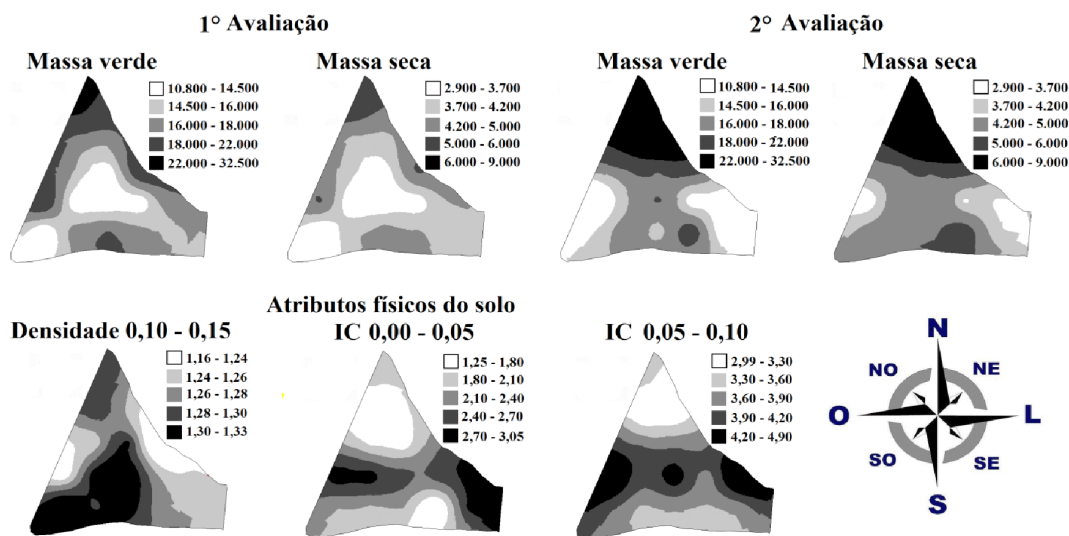 1° Avaliação
2° Avaliação
Massa verde
10.800 - 14.500
14.500 - 16.000
16.000 - 18.000
18.000 - 22.000
22.000 - 32.500
Massa seca
2.900 - 3.700
3.700 - 4.200
4.200 - 5.000
5.000 - 6.000
6.000 - 9.000
Massa verde
10.800 - 14.500
14.500 - 16.000
16.000 - 18.000
18.000 - 22.000
22.000 - 32.500
Massa seca
2.900 - 3.700
3.700 - 4.200
4.200 - 5.000
5.000 - 6.000
6.000 - 9.000
Atributos físicos do solo
Densidade 0,10 - 0,15
1,16 - 1,24
1,24 - 1,26
1,26 - 1,28
1,28 - 1,30
1,30 - 1,33
IC 0,00 - 0,05
1,25 - 1,80
1,80 - 2,10
2,10 - 2,40
2,40 - 2,70
2,70 - 3,05
IC 0,05 - 0,10
2,99 - 3,30
3,30 - 3,60
3,60 - 3,90
3,90 - 4,20
4,20 - 4,90
N
NO
NE
O
L
SO
SE
S